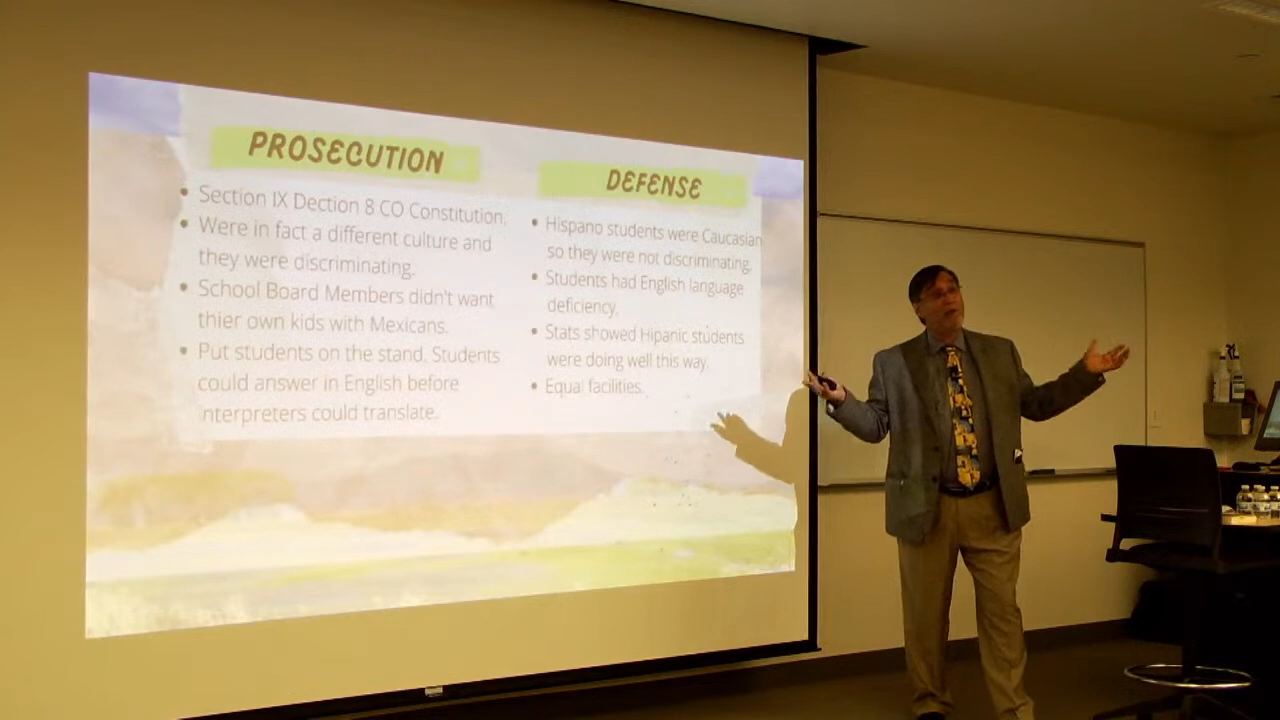 PROSECUTION
• Section IX Dection 8 CO Constitution.
• Were in fact a different culture and
they were discriminating.
• School Board Members didn't want
thier own kids with Mexicans.
• Put students on the stand. Students
could answer in English before
interpreters could translate.
DEFENSE
• Hispano students were Caucasian
so they were not discriminating.
• Students had English language
deficiency.
• Stats showed Hipanic students
were doing well this way.
• Equal facilities.